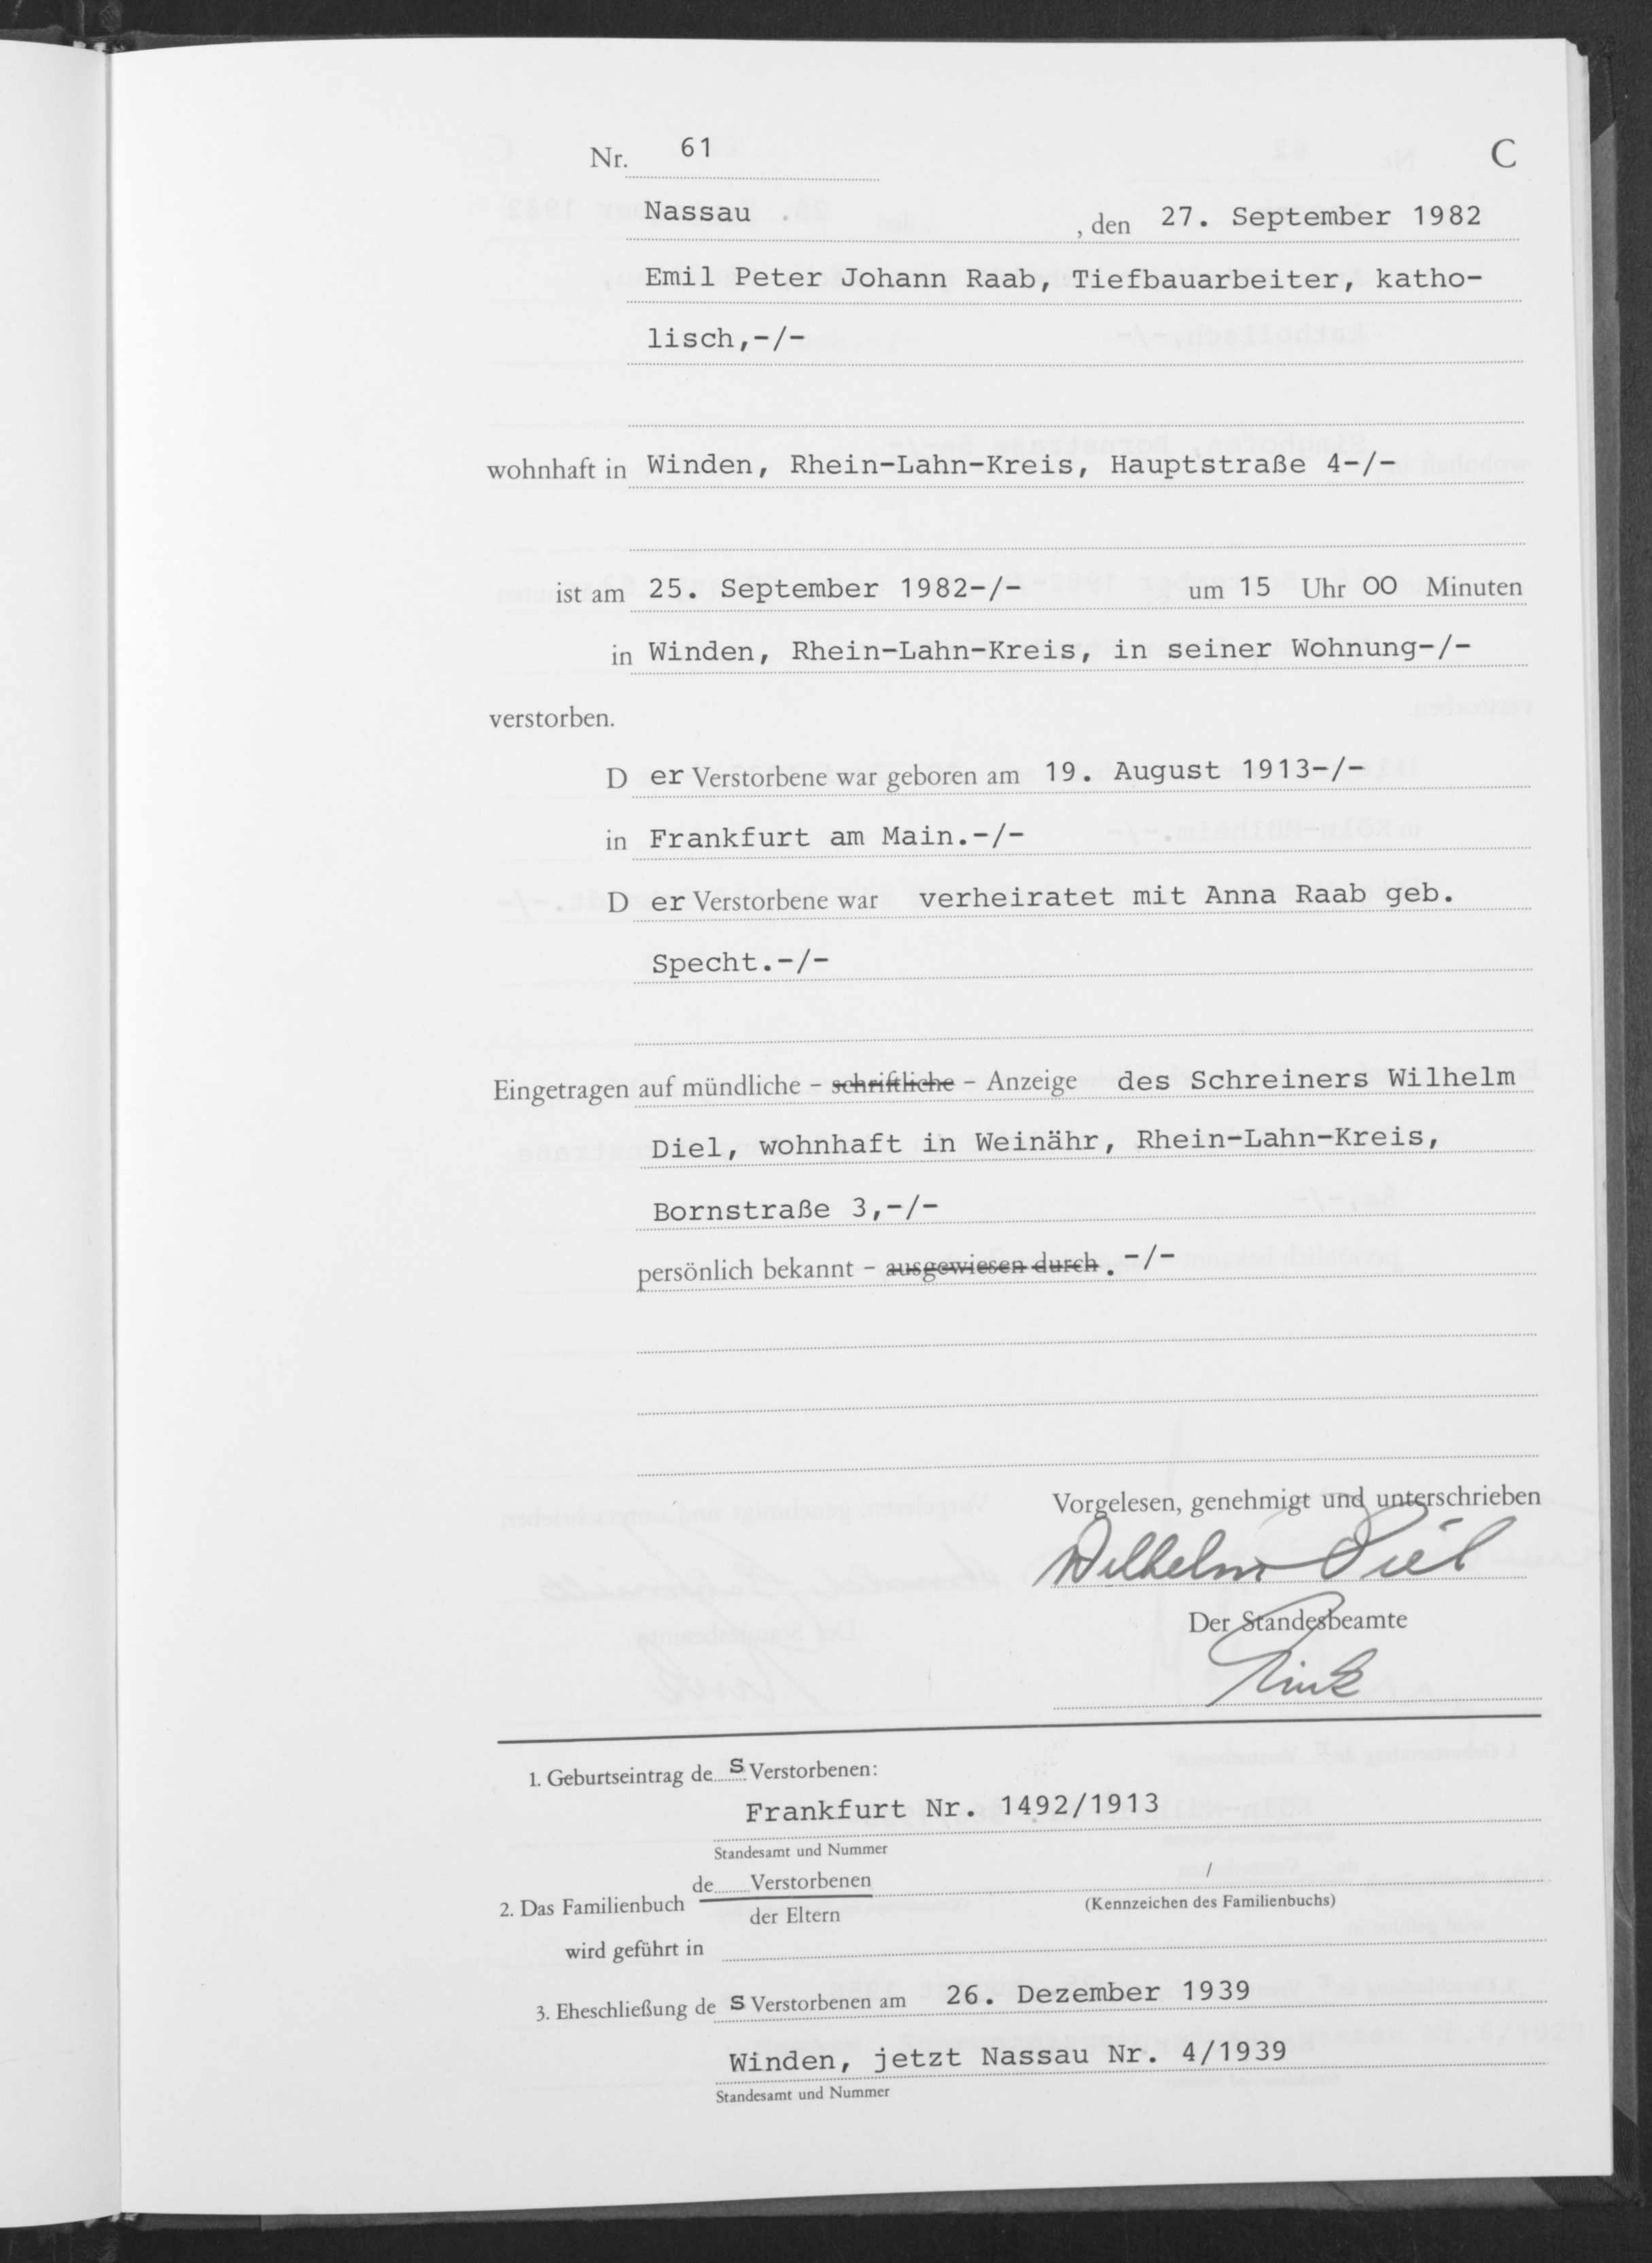 Nr. 61 C
Nassau , den 27. September 1982
Emil Peter Johann Raab, Tiefbauarbeiter, katho-
lisch,-/-
wohnhaft in Winden, Rhein-Lahn-Kreis, Hauptstraße 4-/-
ist am 25. September 1982-/- um 15 Uhr 00 Minuten
in Winden, Rhein-Lahn-Kreis, in seiner Wohnung-/-
verstorben.
D er Verstorbene war geboren am 19. August 1913-/-
in Frankfurt am Main.-/-
D er Verstorbene war verheiratet mit Anna Raab geb.
Specht.-/-
Eingetragen auf mündliche - schriftliche - Anzeige des Schreiners Wilhelm
Diel, wohnhaft in Weinähr, Rhein-Lahn-Kreis,
Bornstraße 3,-/-
persönlich bekannt - ausgewiesen durch. -/-
Vorgelesen, genehmigt und unterschrieben
Wilhelm Diel
Der Standesbeamte
Rink
1. Geburtseintrag de S Verstorbenen:
Frankfurt Nr. 1492/1913
Standesamt und Nummer
de Verstorbenen /
2. Das Familienbuch (Kennzeichen des Familienbuchs)
der Eltern
wird geführt in
3. Eheschließung de S Verstorbenen am 26. Dezember 1939
Winden, jetzt Nassau Nr. 4/1939
Standesamt und Nummer